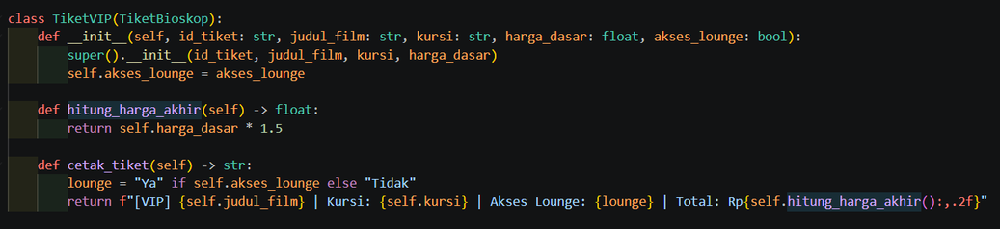 class TiketVIP(TiketBioskop):
    def __init__(self, id_tiket: str, judul_film: str, kursi: str, harga_dasar: float, akses_lounge: bool):
        super().__init__(id_tiket, judul_film, kursi, harga_dasar)
        self.akses_lounge = akses_lounge

    def hitung_harga_akhir(self) -> float:
        return self.harga_dasar * 1.5

    def cetak_tiket(self) -> str:
        lounge = "Ya" if self.akses_lounge else "Tidak"
        return f"[VIP] {self.judul_film} | Kursi: {self.kursi} | Akses Lounge: {lounge} | Total: Rp{self.hitung_harga_akhir():,.2f}"